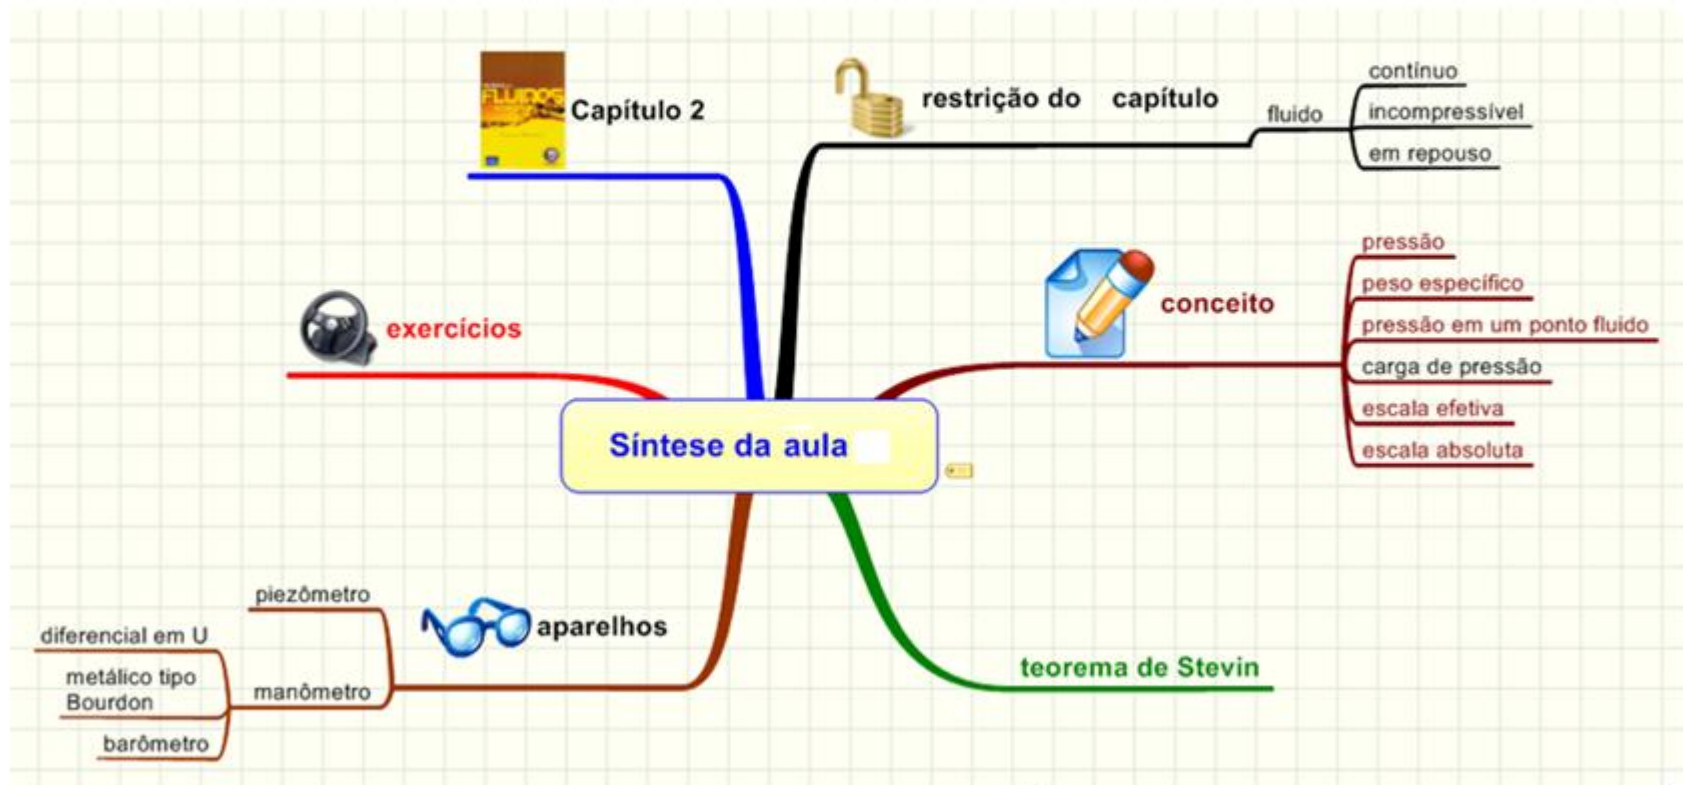 FLUIDOS
Capítulo 2
restrição do capítulo
fluido
contínuo
incompressível
em repouso
conceito
pressão
peso específico
pressão em um ponto fluido
carga de pressão
escala efetiva
escala absoluta
exercícios
Síntese da aula
aparelhos
piezômetro
manômetro
diferencial em U
metálico tipo
Bourdon
barômetro
teorema de Stevin